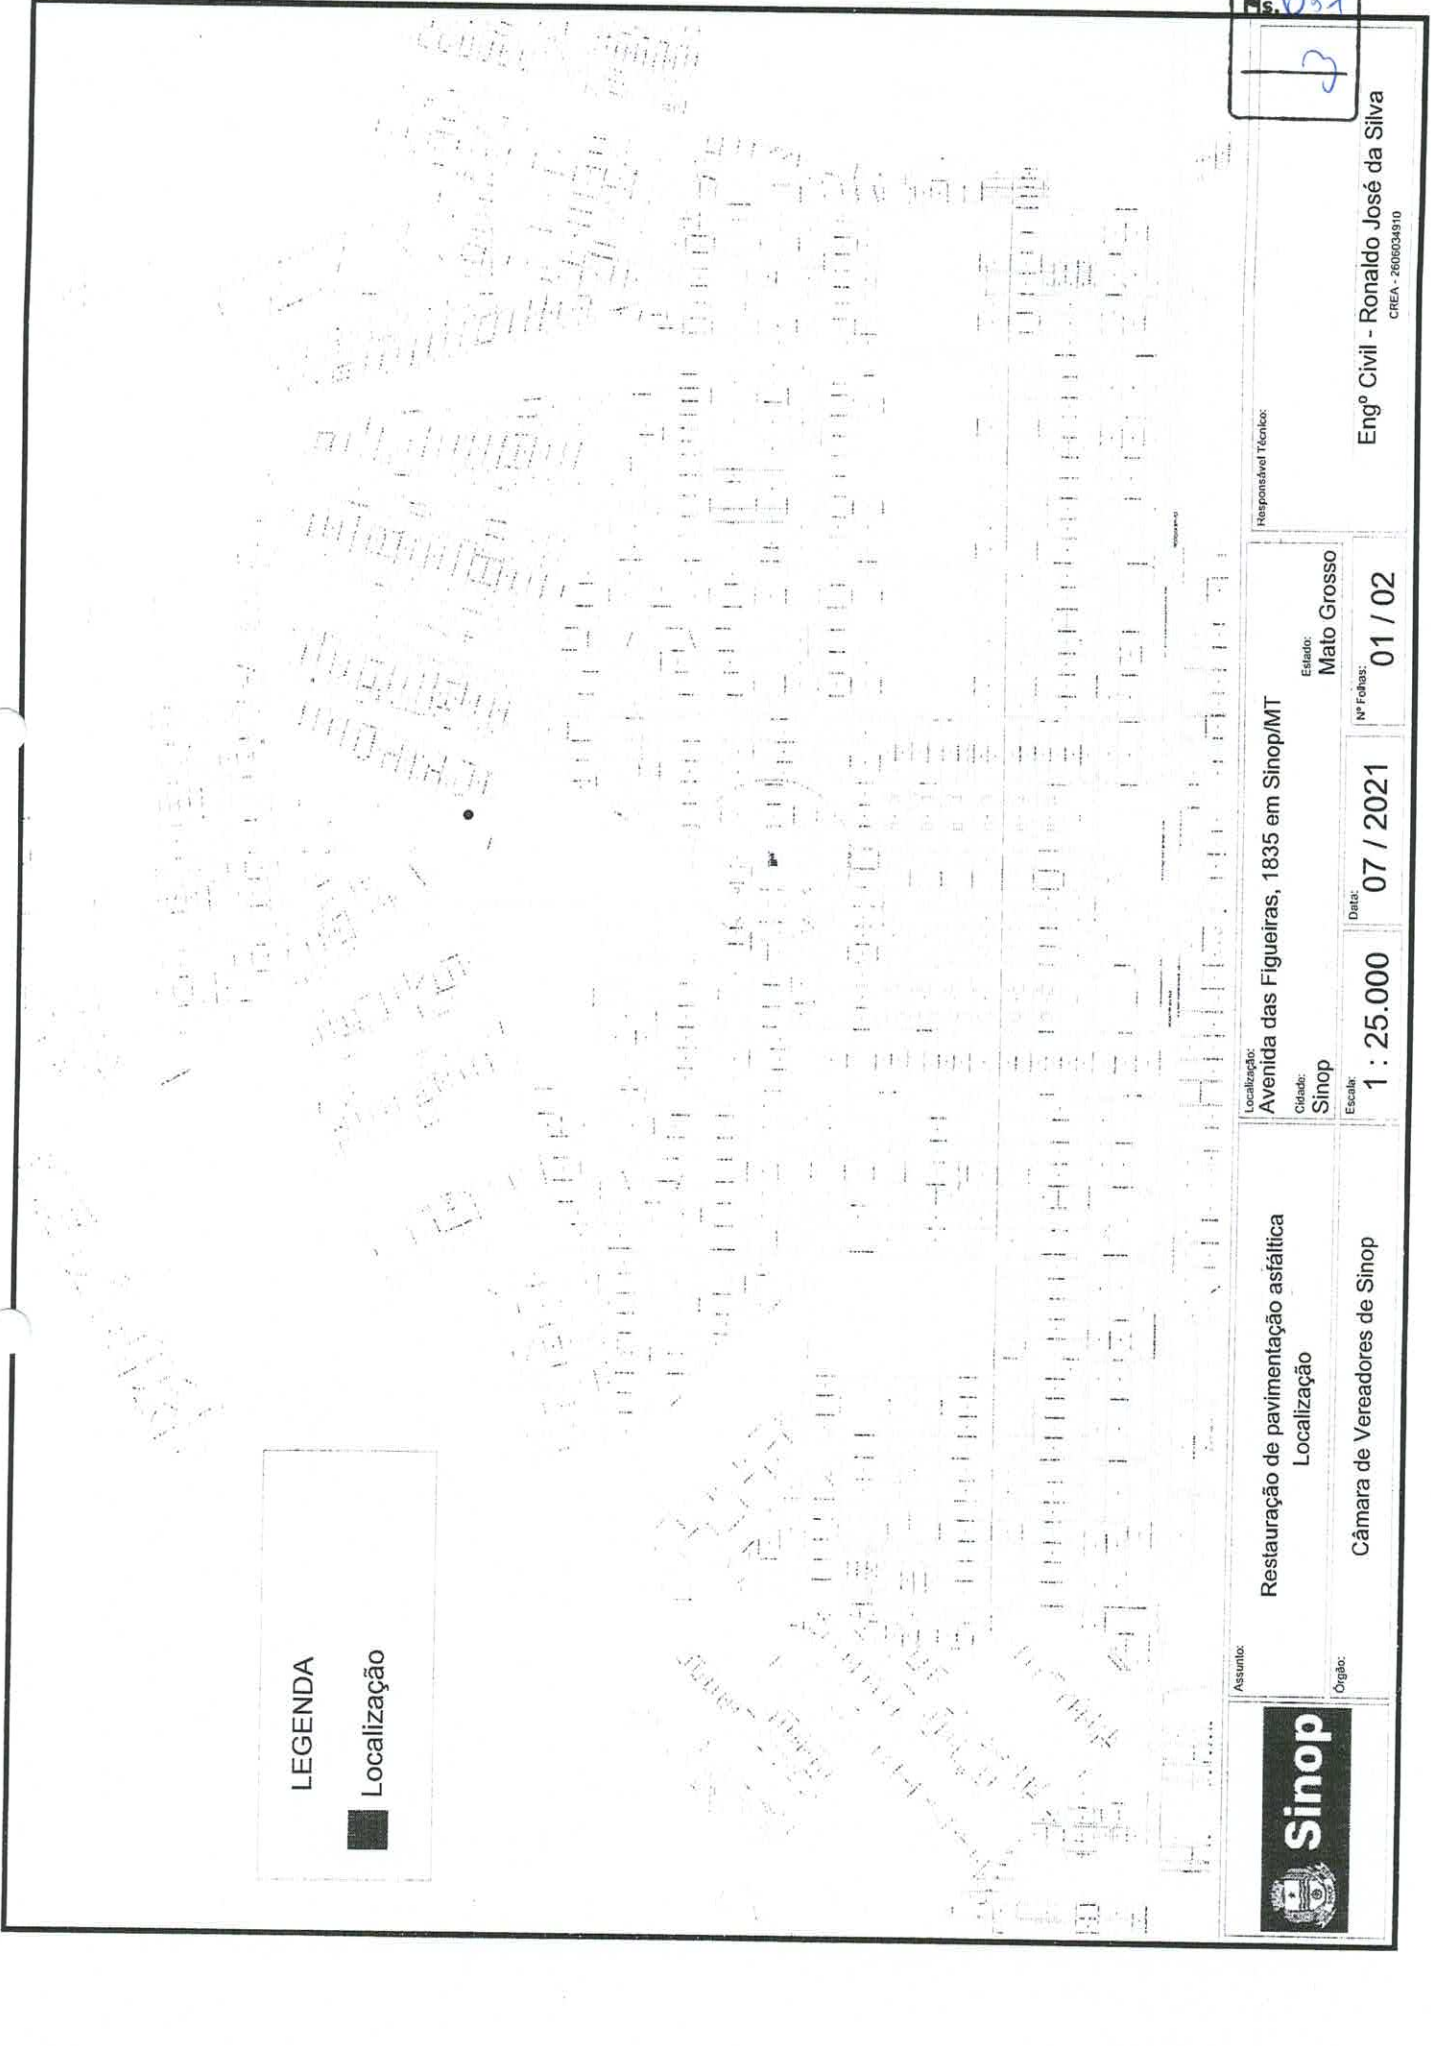 LEGENDA
Localização
Sinop
Assunto:
Restauração de pavimentação asfáltica
Localização
Órgão:
Câmara de Vereadores de Sinop
Localização:
Avenida das Figueiras, 1835 em Sinop/MT
Cidade:
Sinop
Estado:
Mato Grosso
Escala:
1 : 25.000
Data:
07 / 2021
Nº Folhas:
01 / 02
Responsável Técnico:
Engº Civil - Ronaldo José da Silva
CREA - 2606034910